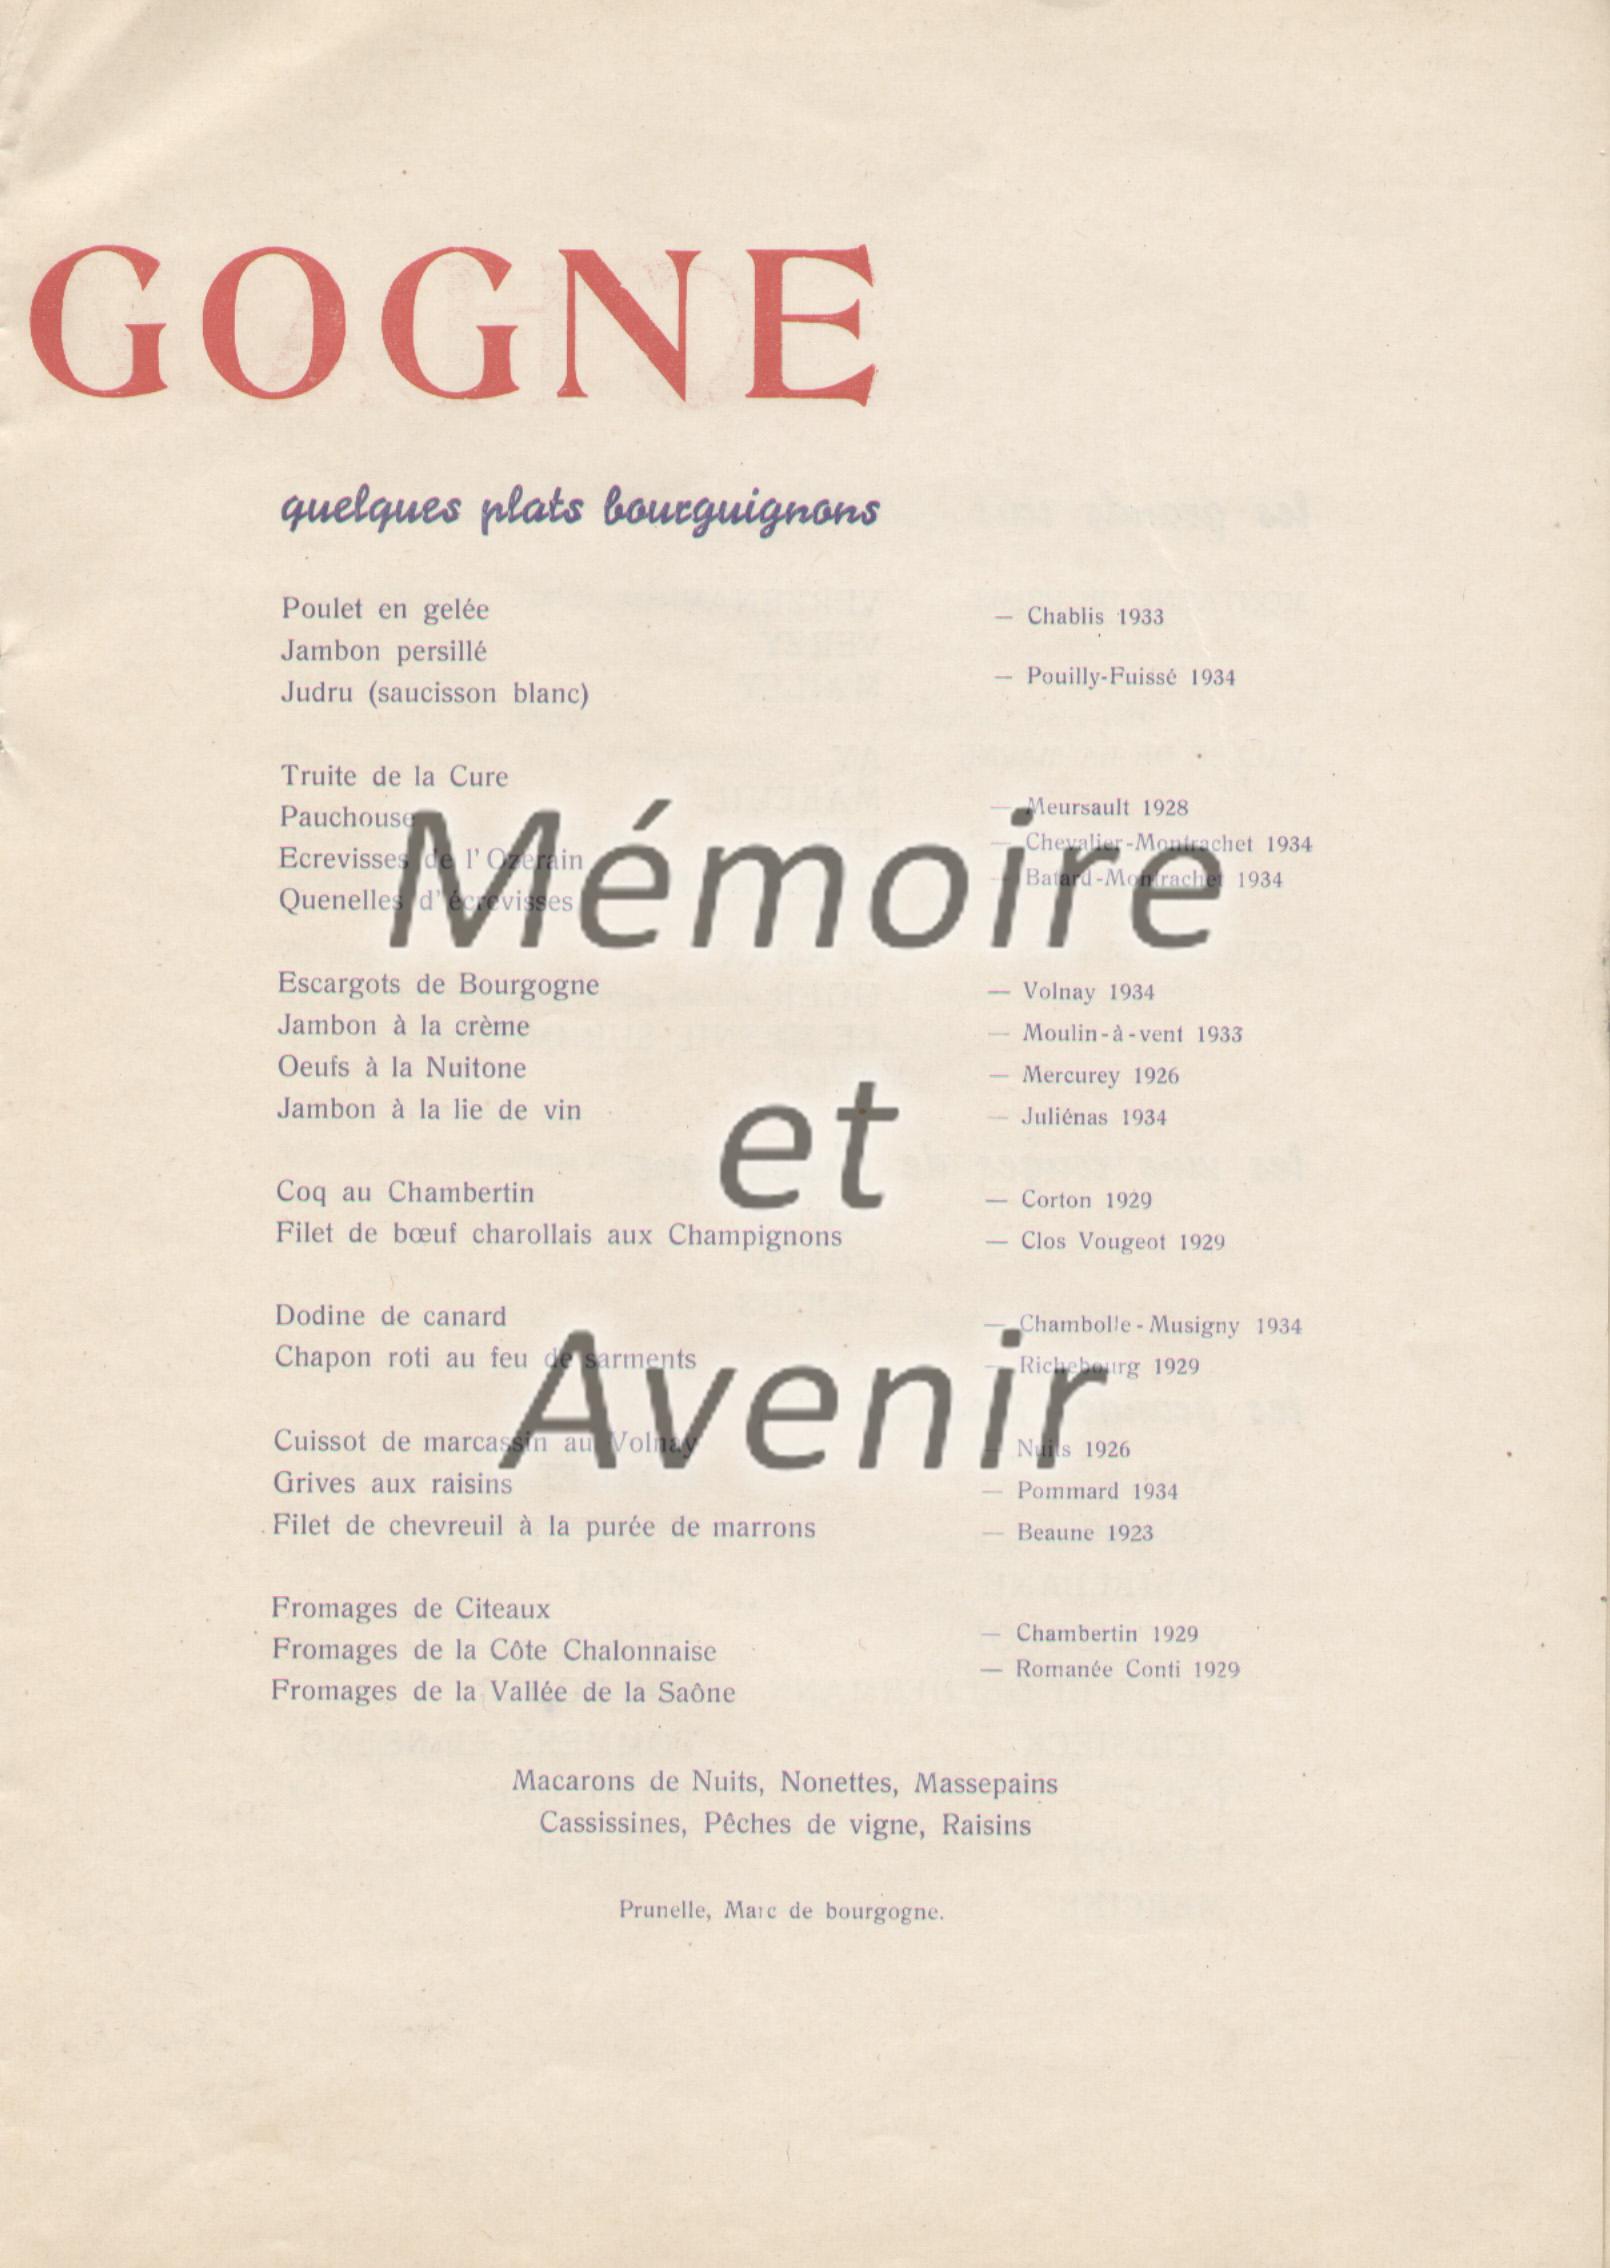 GOGNE
quelques plats bourguignons
Poulet en gelée — Chablis 1933
Jambon persillé
Judru (saucisson blanc) — Pouilly-Fuissé 1934
Truite de la Cure
Pauchouse — Meursault 1928
Ecrevisses de l'Ozerain — Chevalier-Montrachet 1934
Quenelles d'écrevisses — Batard-Montrachet 1934
Mémoire
Escargots de Bourgogne — Volnay 1934
Jambon à la crème — Moulin-à-vent 1933
Oeufs à la Nuitone — Mercurey 1926
Jambon à la lie de vin — Juliénas 1934
et
Coq au Chambertin — Corton 1929
Filet de bœuf charollais aux Champignons — Clos Vougeot 1929
Dodine de canard — Chambolle-Musigny 1934
Chapon roti au feu de sarments — Richebourg 1929
Avenir
Cuissot de marcassin au Volnay — Nuits 1926
Grives aux raisins — Pommard 1934
Filet de chevreuil à la purée de marrons — Beaune 1923
Fromages de Citeaux — Chambertin 1929
Fromages de la Côte Chalonnaise — Romanée Conti 1929
Fromages de la Vallée de la Saône
Macarons de Nuits, Nonettes, Massepains
Cassissines, Pêches de vigne, Raisins
Prunelle, Marc de bourgogne.